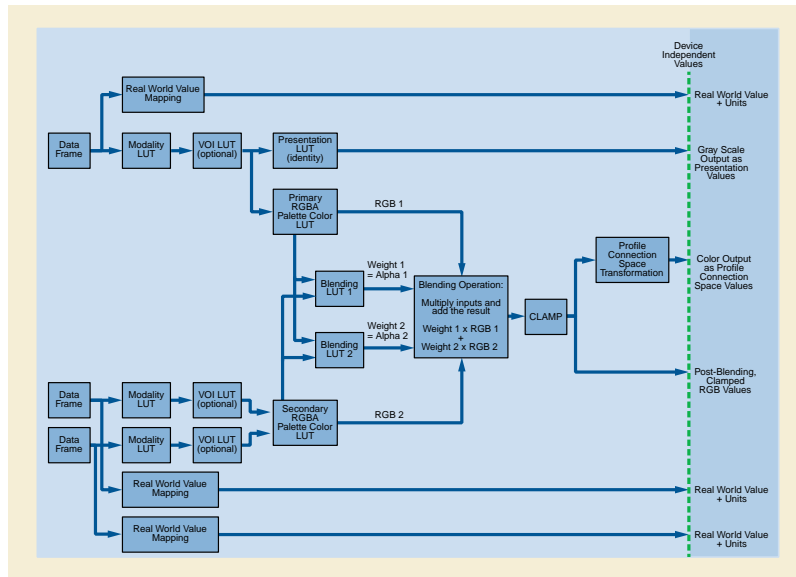 Device
Independent
Values
Real World Value
Mapping
Real World Value
+ Units
Data
Frame
Modality
LUT
VOI LUT
(optional)
Presentation
LUT
(identity)
Gray Scale
Output as
Presentation
Values
Primary
RGBA
Palette Color
LUT
RGB 1
Profile
Connection
Space
Transformation
Color Output
as Profile
Connection
Space Values
Weight 1
= Alpha 1
Blending
LUT 1
Blending Operation:
Multiply inputs and
add the result
Weight 1 x RGB 1
+
Weight 2 x RGB 2
CLAMP
Weight 2
= Alpha 2
Blending
LUT 2
Post-Blending,
Clamped
RGB Values
Data
Frame
Modality
LUT
VOI LUT
(optional)
Secondary
RGBA
Palette Color
LUT
RGB 2
Data
Frame
Modality
LUT
VOI LUT
(optional)
Real World Value
Mapping
Real World Value
+ Units
Real World Value
Mapping
Real World Value
+ Units